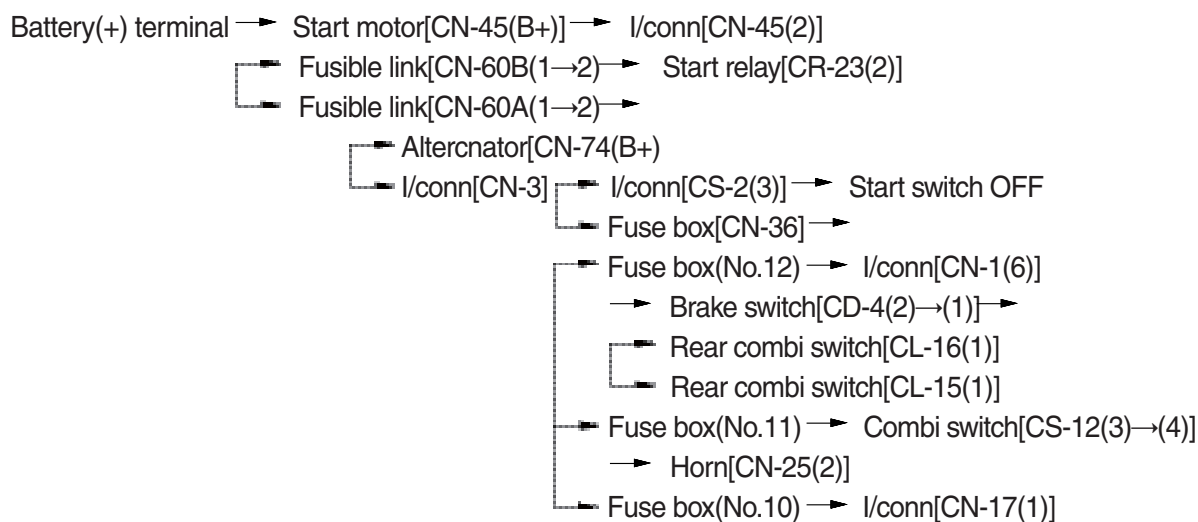 Battery(+) terminal → Start motor[CN-45(B+)] → I/conn[CN-45(2)]
Fusible link[CN-60B(1→2) → Start relay[CR-23(2)]
Fusible link[CN-60A(1→2) →
Altercnator[CN-74(B+)
I/conn[CN-3] I/conn[CS-2(3)] → Start switch OFF
Fuse box[CN-36] →
Fuse box(No.12) → I/conn[CN-1(6)]
→ Brake switch[CD-4(2)→(1)] →
Rear combi switch[CL-16(1)]
Rear combi switch[CL-15(1)]
Fuse box(No.11) → Combi switch[CS-12(3)→(4)]
→ Horn[CN-25(2)]
Fuse box(No.10) → I/conn[CN-17(1)]